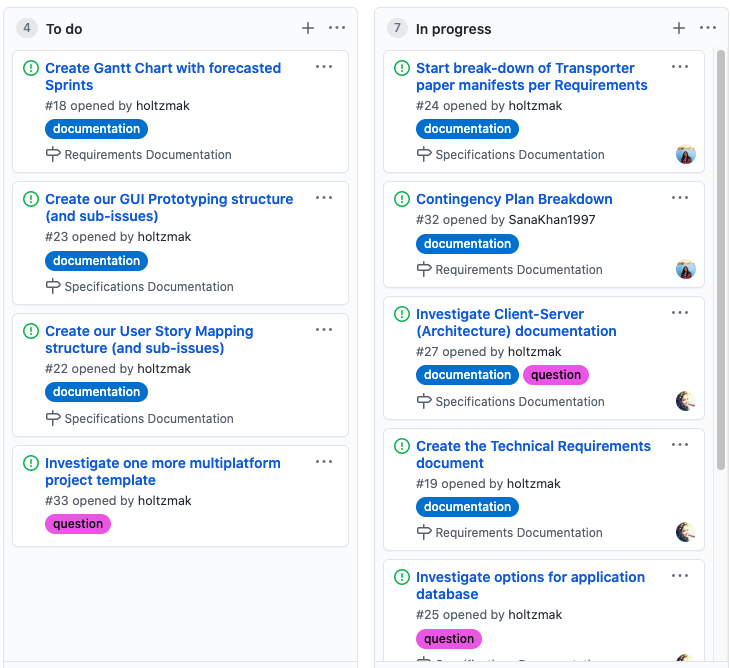 4 To do
Create Gantt Chart with forecasted
Sprints
#18 opened by holtzmak
documentation
Requirements Documentation
Create our GUI Prototyping structure
(and sub-issues)
#23 opened by holtzmak
documentation
Specifications Documentation
Create our User Story Mapping
structure (and sub-issues)
#22 opened by holtzmak
documentation
Specifications Documentation
Investigate one more multiplatform
project template
#33 opened by holtzmak
question
7 In progress
Start break-down of Transporter
paper manifests per Requirements
#24 opened by holtzmak
documentation
Specifications Documentation
Contingency Plan Breakdown
#32 opened by SanaKhan1997
documentation
Requirements Documentation
Investigate Client-Server
(Architecture) documentation
#27 opened by holtzmak
documentation question
Specifications Documentation
Create the Technical Requirements
document
#19 opened by holtzmak
documentation
Requirements Documentation
Investigate options for application
database
#25 opened by holtzmak
question